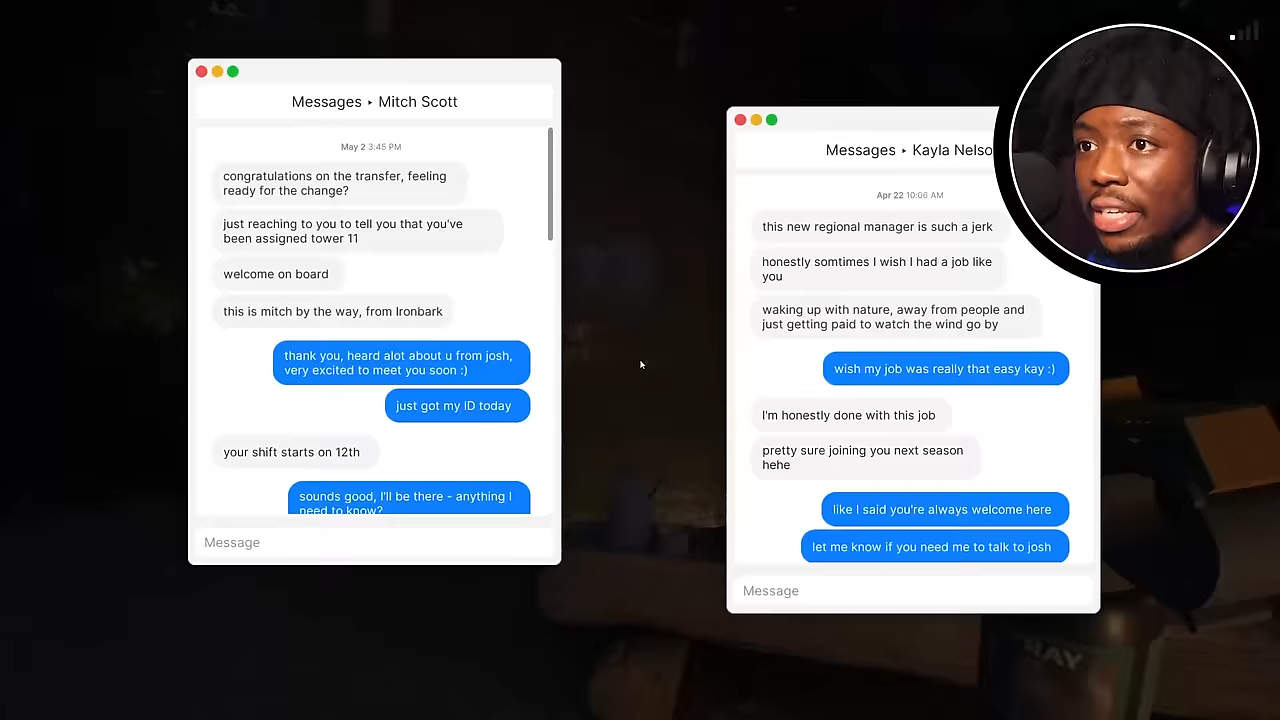 Messages ▸ Mitch Scott
May 2 3:45 PM
congratulations on the transfer, feeling
ready for the change?
just reaching to you to tell you that you've
been assigned tower 11
welcome on board
this is mitch by the way, from Ironbark
thank you, heard alot about u from josh,
very excited to meet you soon :)
just got my ID today
your shift starts on 12th
sounds good, I'll be there - anything I
need to know?
Message
Messages ▸ Kayla Nelso
Apr 22 10:06 AM
this new regional manager is such a jerk
honestly somtimes I wish I had a job like
you
waking up with nature, away from people and
just getting paid to watch the wind go by
wish my job was really that easy kay :)
I'm honestly done with this job
pretty sure joining you next season
hehe
like I said you're always welcome here
let me know if you need me to talk to josh
Message